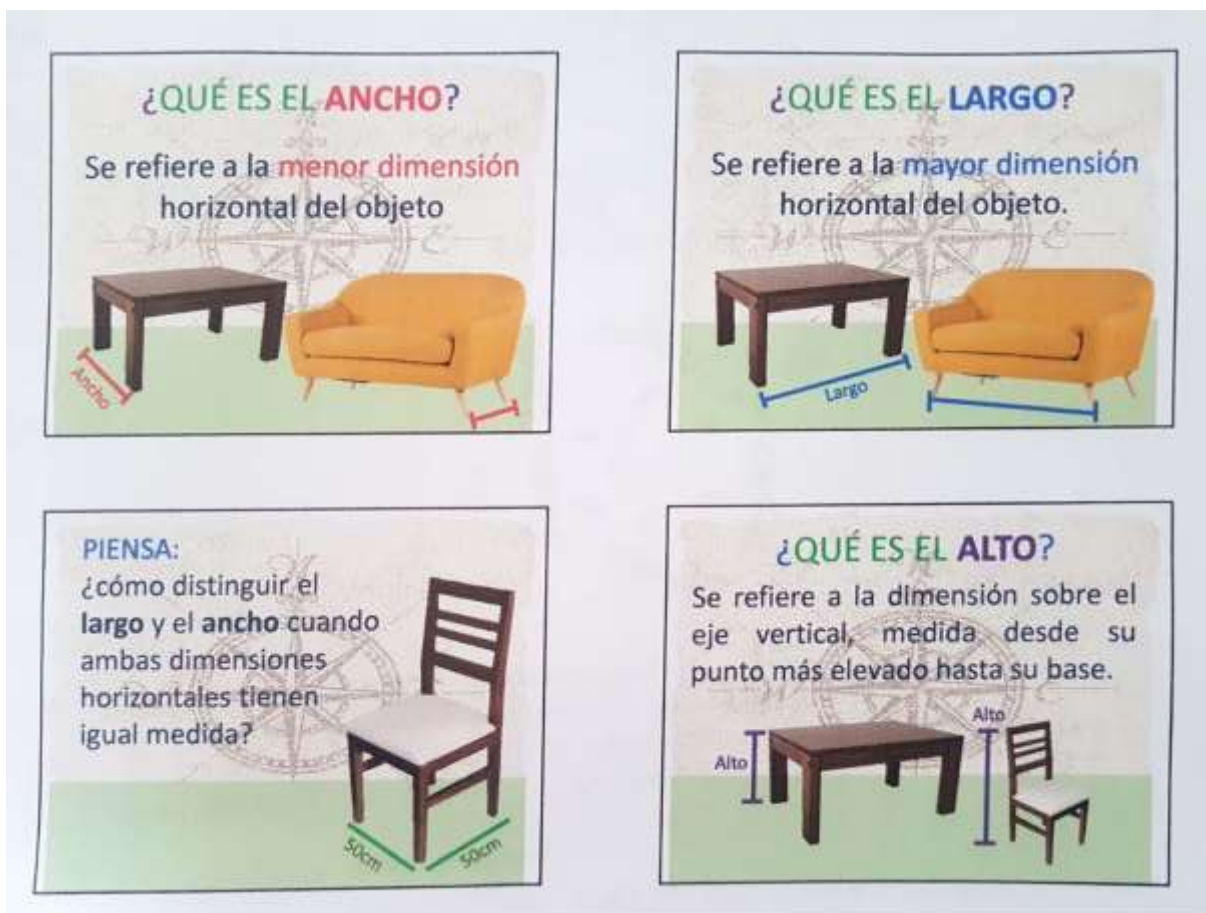 ¿QUÉ ES EL ANCHO?
Se refiere a la menor dimensión
horizontal del objeto
Ancho
¿QUÉ ES EL LARGO?
Se refiere a la mayor dimensión
horizontal del objeto.
Largo
PIENSA:
¿cómo distinguir el
largo y el ancho cuando
ambas dimensiones
horizontales tienen
igual medida?
50cm
50cm
¿QUÉ ES EL ALTO?
Se refiere a la dimensión sobre el
eje vertical, medida desde su
punto más elevado hasta su base.
Alto
Alto